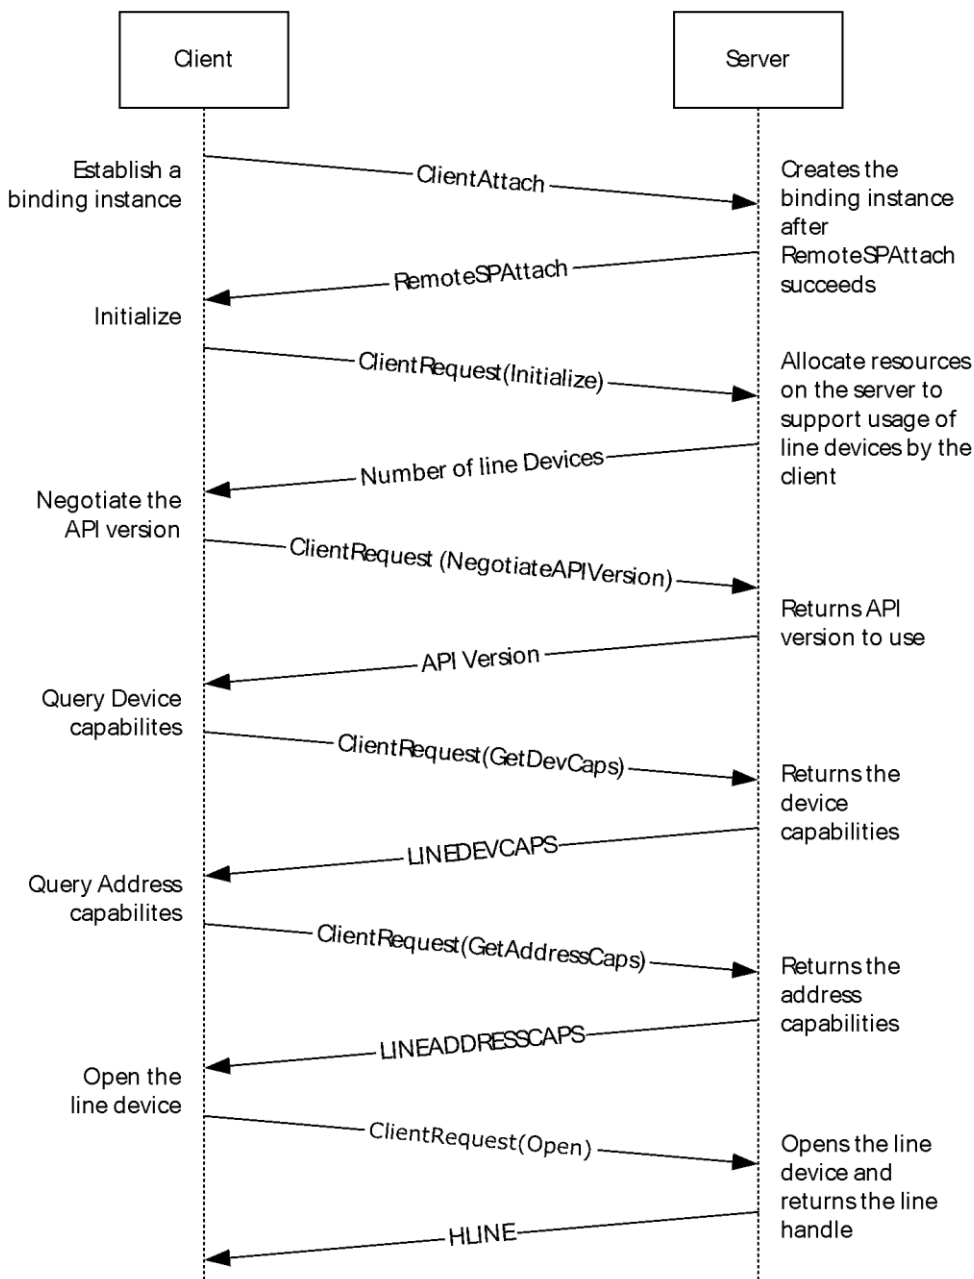 Client
Server
Establish a
binding instance
ClientAttach
Creates the
binding instance
after
RemoteSPAttach
succeeds
RemoteSPAttach
Initialize
ClientRequest(Initialize)
Allocate resources
on the server to
support usage of
line devices by the
client
Number of line Devices
Negotiate the
API version
ClientRequest (NegotiateAPIVersion)
Returns API
version to use
API Version
Query Device
capabilites
ClientRequest(GetDevCaps)
Returns the
device
capabilities
LINEDEVCAPS
Query Address
capabilites
ClientRequest(GetAddressCaps)
Returns the
address
capabilities
LINEADDRESSCAPS
Open the
line device
ClientRequest(Open)
Opens the line
device and
returns the line
handle
HLINE